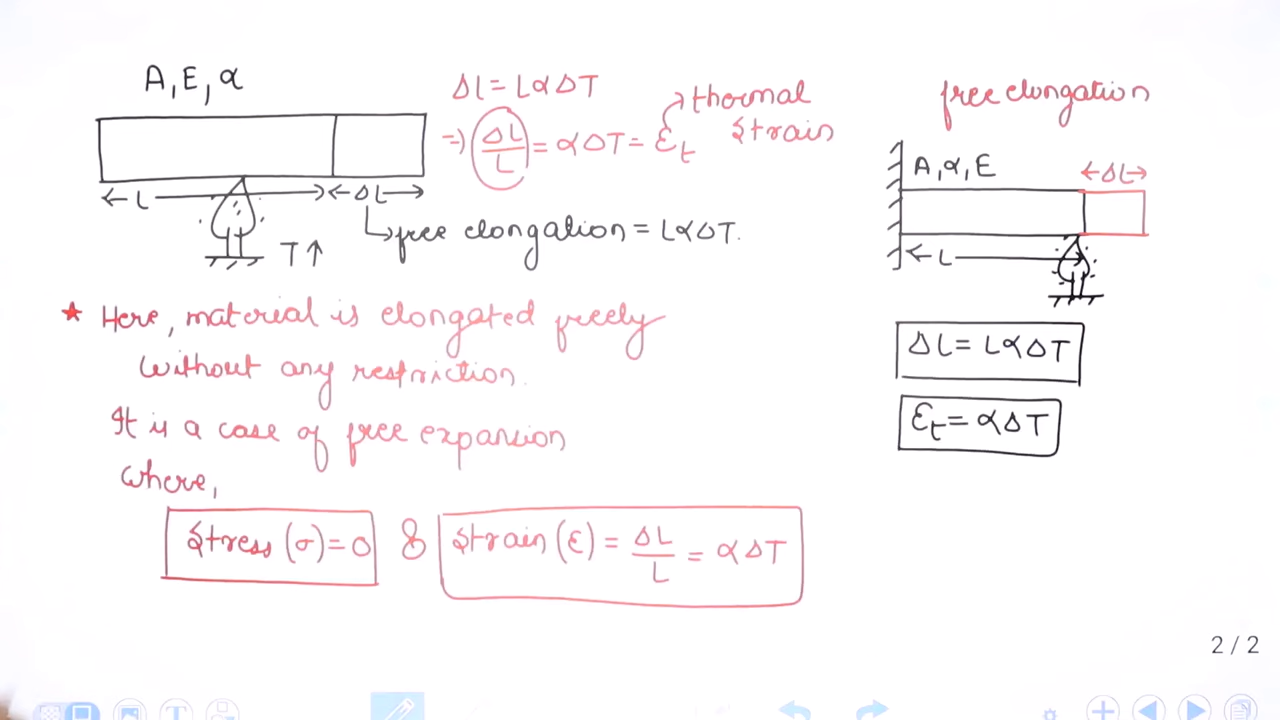 A, E, α
ΔL = LαΔT
⇒ ΔL/L = αΔT = Ɛt → thermal strain
← L → ← ΔL →
free elongation = LαΔT.
T↑
★ Here, material is elongated freely
without any restriction.
It is a case of free expansion
where,
Stress (σ) = 0 & Strain (Ɛ) = ΔL/L = αΔT
free elongation
A, α, E
← ΔL →
← L →
ΔL = LαΔT
Ɛt = αΔT
2 / 2
T